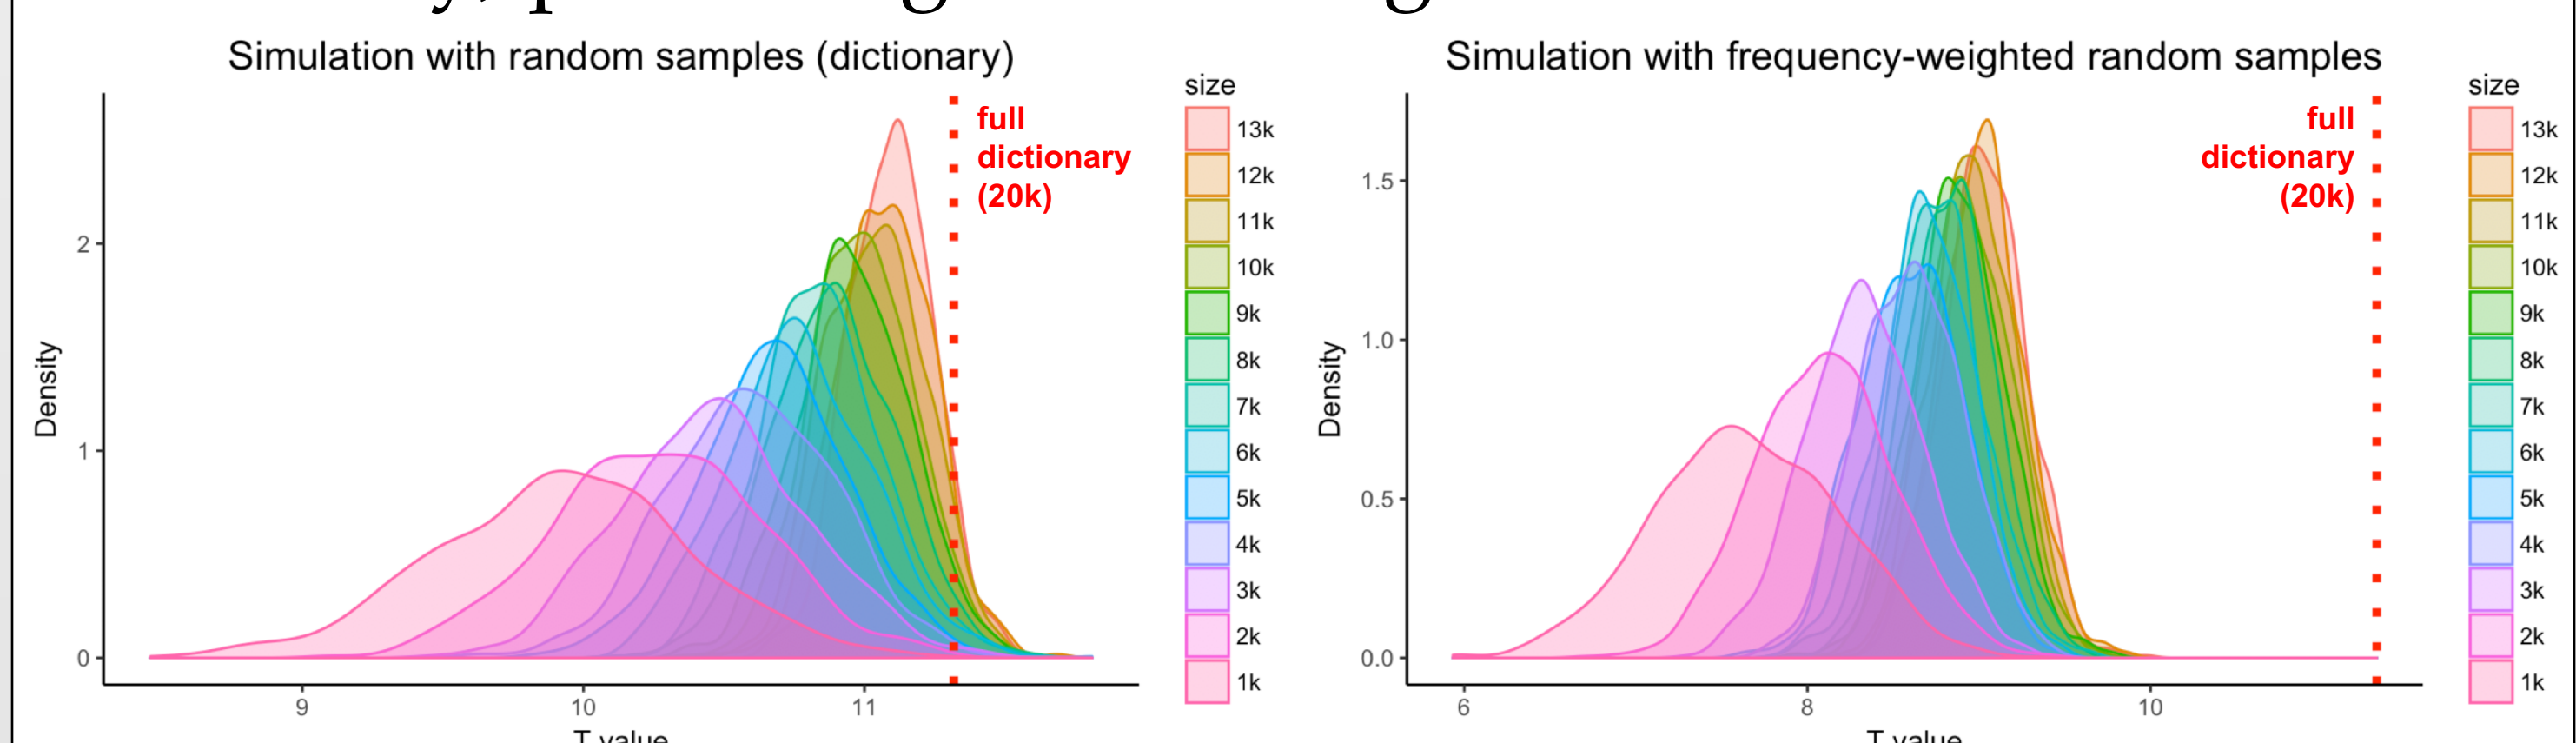 Simulation with random samples (dictionary)
full
dictionary
(20k)
Density
2
1
0
9
10
11
T value
size
13k
12k
11k
10k
9k
8k
7k
6k
5k
4k
3k
2k
1k
Simulation with frequency-weighted random samples
full
dictionary
(20k)
Density
1.5
1.0
0.5
0.0
6
8
10
T value
size
13k
12k
11k
10k
9k
8k
7k
6k
5k
4k
3k
2k
1k